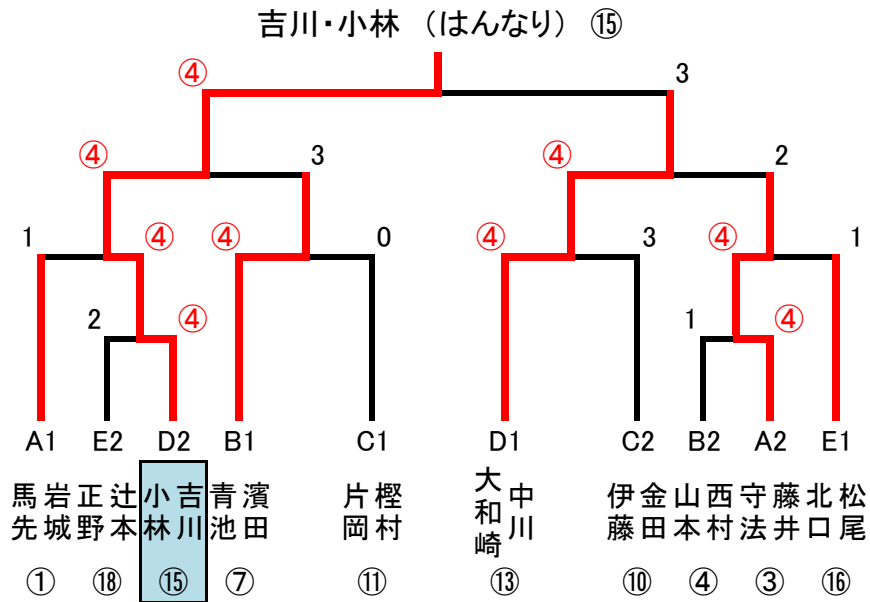 吉川・小林 (はんなり) ⑮
④ 3
④ 3 ④ 2
1 ④ ④ 0 ④ 3 ④ 1
2 ④ 1 ④
A1 E2 D2 B1 C1 D1 C2 B2 A2 E1
岩城 馬先
辻本 正野
吉川 小林
濱田 青池
樫村 片岡
中川 大和崎
金田 伊藤
西村 山本
藤井 守法
松尾 北口
① ⑱ ⑮ ⑦ ⑪ ⑬ ⑩ ④ ③ ⑯